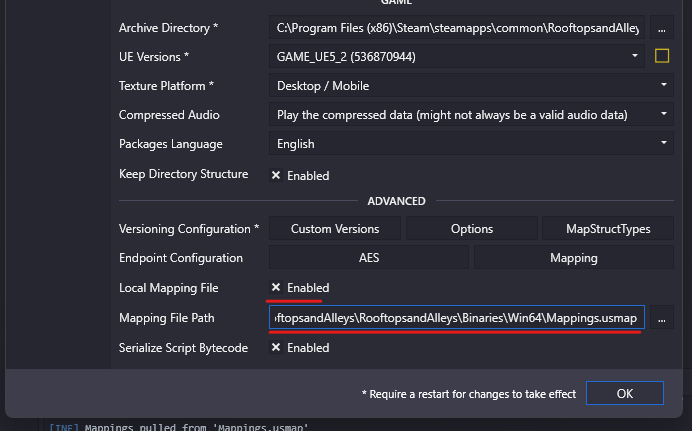 GAME
Archive Directory * C:\Program Files (x86)\Steam\steamapps\common\RooftopsandAlley ...
UE Versions * GAME_UE5_2 (536870944)
Texture Platform * Desktop / Mobile
Compressed Audio Play the compressed data (might not always be a valid audio data)
Packages Language English
Keep Directory Structure Enabled
ADVANCED
Versioning Configuration * Custom Versions Options MapStructTypes
Endpoint Configuration AES Mapping
Local Mapping File Enabled
Mapping File Path oftopsandAlleys\RooftopsandAlleys\Binaries\Win64\Mappings.usmap ...
Serialize Script Bytecode Enabled
* Require a restart for changes to take effect OK
[INF] Mappings pulled from 'Mappings.usmap'